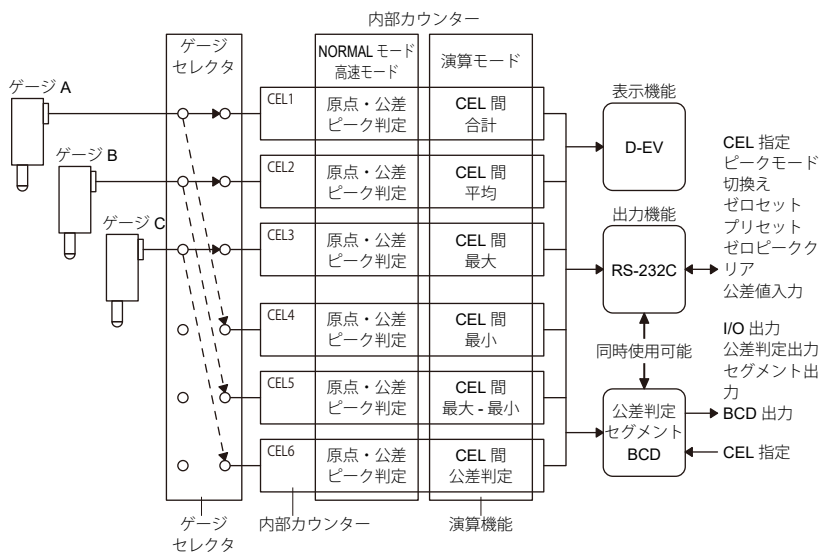 内部カウンター
ゲージ
セレクタ
NORMAL モード
高速モード
演算モード
ゲージ A
ゲージ B
ゲージ C
CEL1
原点・公差
ピーク判定
CEL 間
合計
CEL2
原点・公差
ピーク判定
CEL 間
平均
CEL3
原点・公差
ピーク判定
CEL 間
最大
CEL4
原点・公差
ピーク判定
CEL 間
最小
CEL5
原点・公差
ピーク判定
CEL 間
最大 - 最小
CEL6
原点・公差
ピーク判定
CEL 間
公差判定
表示機能
D-EV
出力機能
RS-232C
CEL 指定
ピークモード
切換え
ゼロセット
プリセット
ゼロピークク
リア
公差値入力
同時使用可能
公差判定
セグメント
BCD
I/O 出力
公差判定出力
セグメント出
力
BCD 出力
CEL 指定
ゲージ
セレクタ
内部カウンター
演算機能